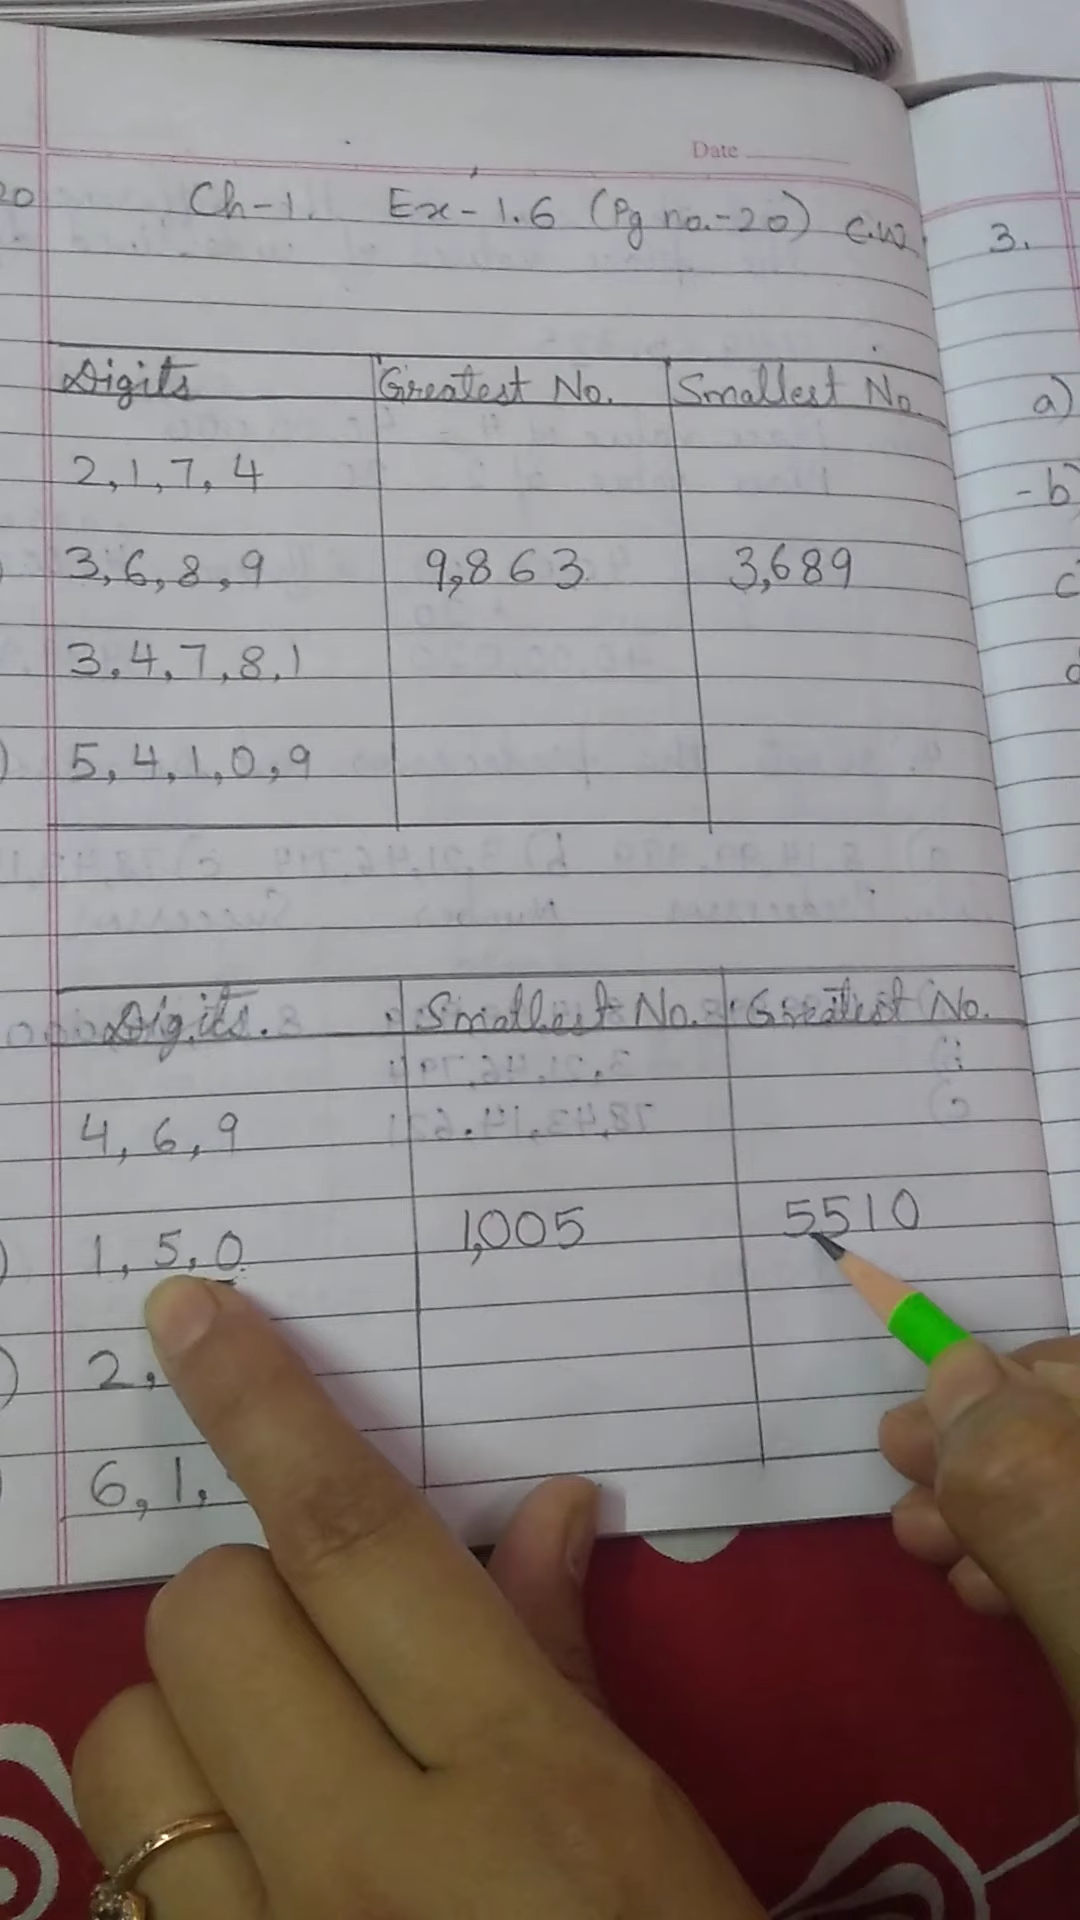 Date
20 Ch-1. Ex-1.6 (Pg no.-20) C.W. 3.
Digits Greatest No. Smallest No.
a)
2,1,7,4
-b)
3,6,8,9 9,863 3,689
c
3,4,7,8,1
d
5,4,1,0,9
Digits. Smallest No. Greatest No.
4,6,9
1,5,0 1,005 5510
2,
6,1,